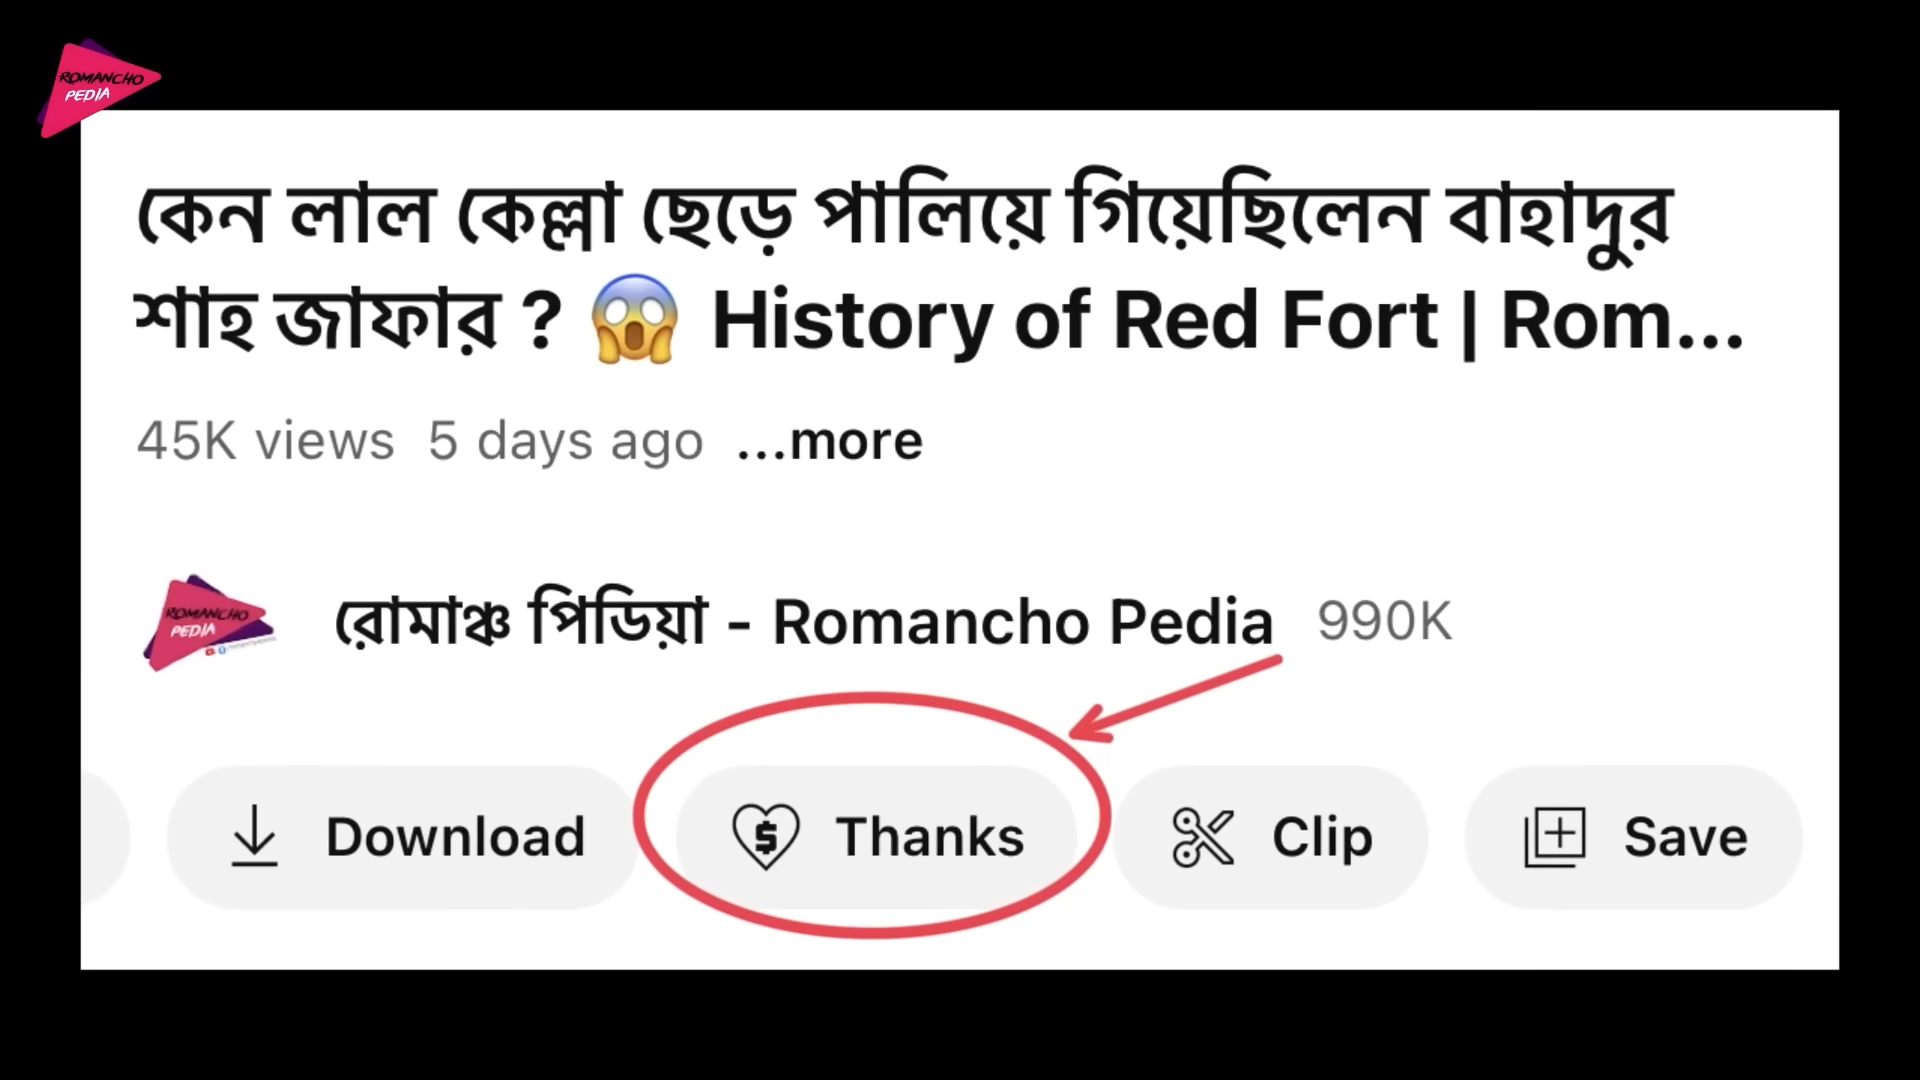 ROMANCHO
PEDIA
কেন লাল কেল্লা ছেড়ে পালিয়ে গিয়েছিলেন বাহাদুর
শাহ জাফার ? 😱 History of Red Fort | Rom...
45K views 5 days ago ...more
ROMANCHO
PEDIA
রোমাঞ্চ পিডিয়া - Romancho Pedia 990K
Download Thanks Clip Save